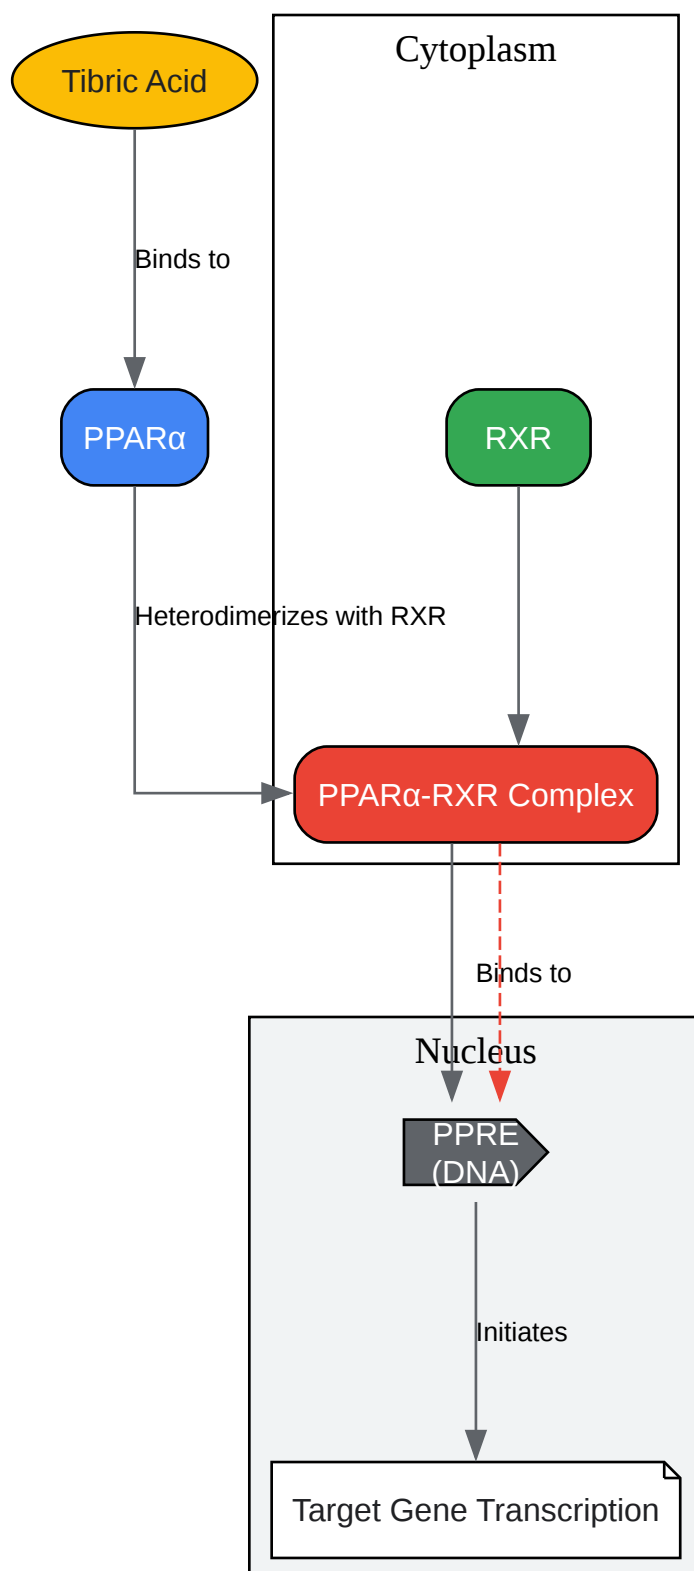 Cytoplasm
Tibric Acid
Binds to
PPARα
RXR
Heterodimerizes with RXR
PPARα-RXR Complex
Binds to
Nucleus
PPRE
(DNA)
Initiates
Target Gene Transcription